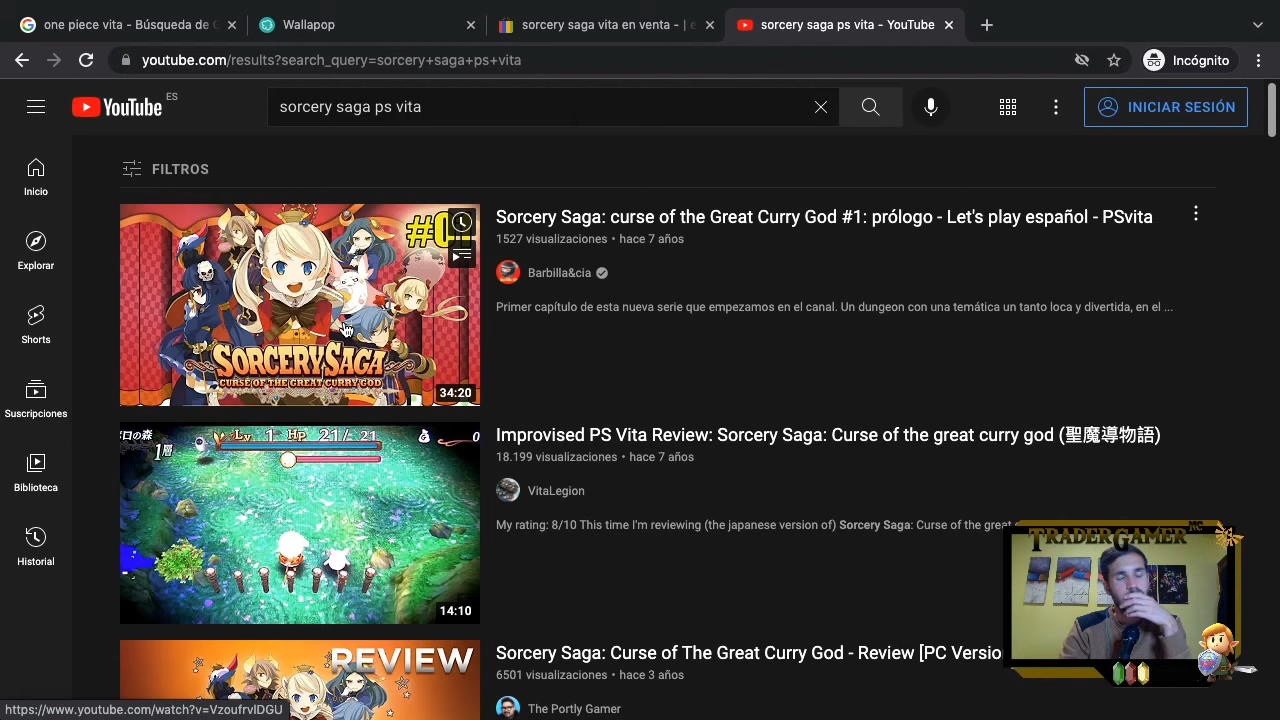 one piece vita - Búsqueda de G
Wallapop
sorcery saga vita en venta - | e
sorcery saga ps vita - YouTube
youtube.com/results?search_query=sorcery+saga+ps+vita
Incógnito
YouTube ES
sorcery saga ps vita
INICIAR SESIÓN
Inicio
Explorar
Shorts
Suscripciones
Biblioteca
Historial
FILTROS
SORCERY SAGA
CURSE OF THE GREAT CURRY GOD
34:20
Sorcery Saga: curse of the Great Curry God #1: prólogo - Let's play español - PSvita
1527 visualizaciones • hace 7 años
Barbilla&cia
Primer capítulo de esta nueva serie que empezamos en el canal. Un dungeon con una temática un tanto loca y divertida, en el ...
ロの森
1層
Lv 1 Hp 21/ 21
0
14:10
Improvised PS Vita Review: Sorcery Saga: Curse of the great curry god (聖魔導物語)
18.199 visualizaciones • hace 7 años
VitaLegion
My rating: 8/10 This time I'm reviewing (the japanese version of) Sorcery Saga: Curse of the great
REVIEW
Sorcery Saga: Curse of The Great Curry God - Review [PC Versio
6501 visualizaciones • hace 3 años
The Portly Gamer
TRADERGAMER MC
https://www.youtube.com/watch?v=VzoufrvIDGU